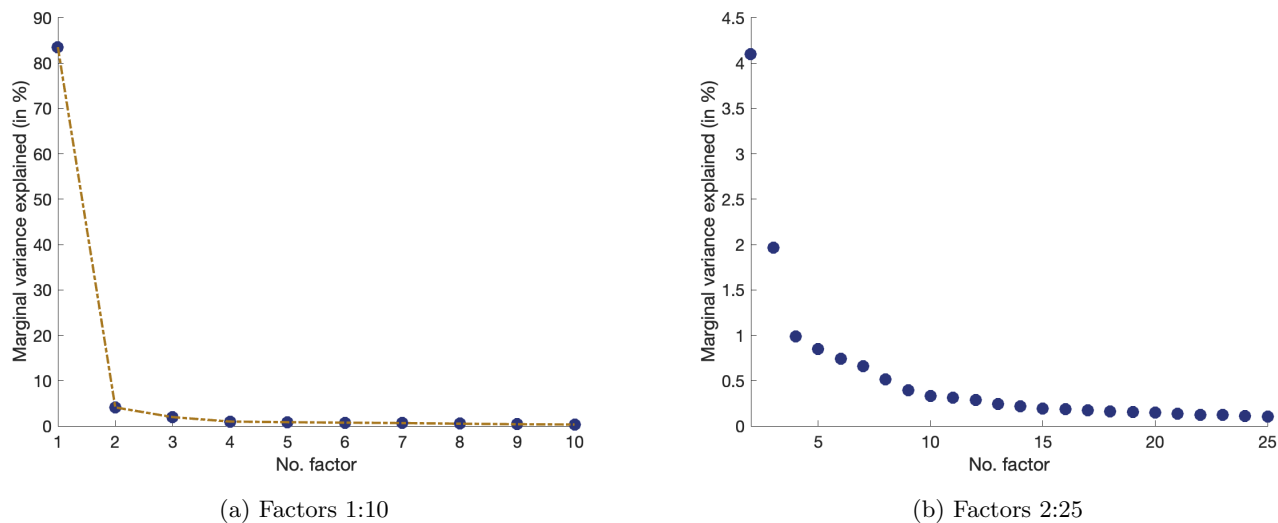 90
80
70
60
50
40
30
20
10
0
Marginal variance explained (in %)
1 2 3 4 5 6 7 8 9 10
No. factor
(a) Factors 1:10
4.5
4
3.5
3
2.5
2
1.5
1
0.5
0
Marginal variance explained (in %)
5 10 15 20 25
No. factor
(b) Factors 2:25